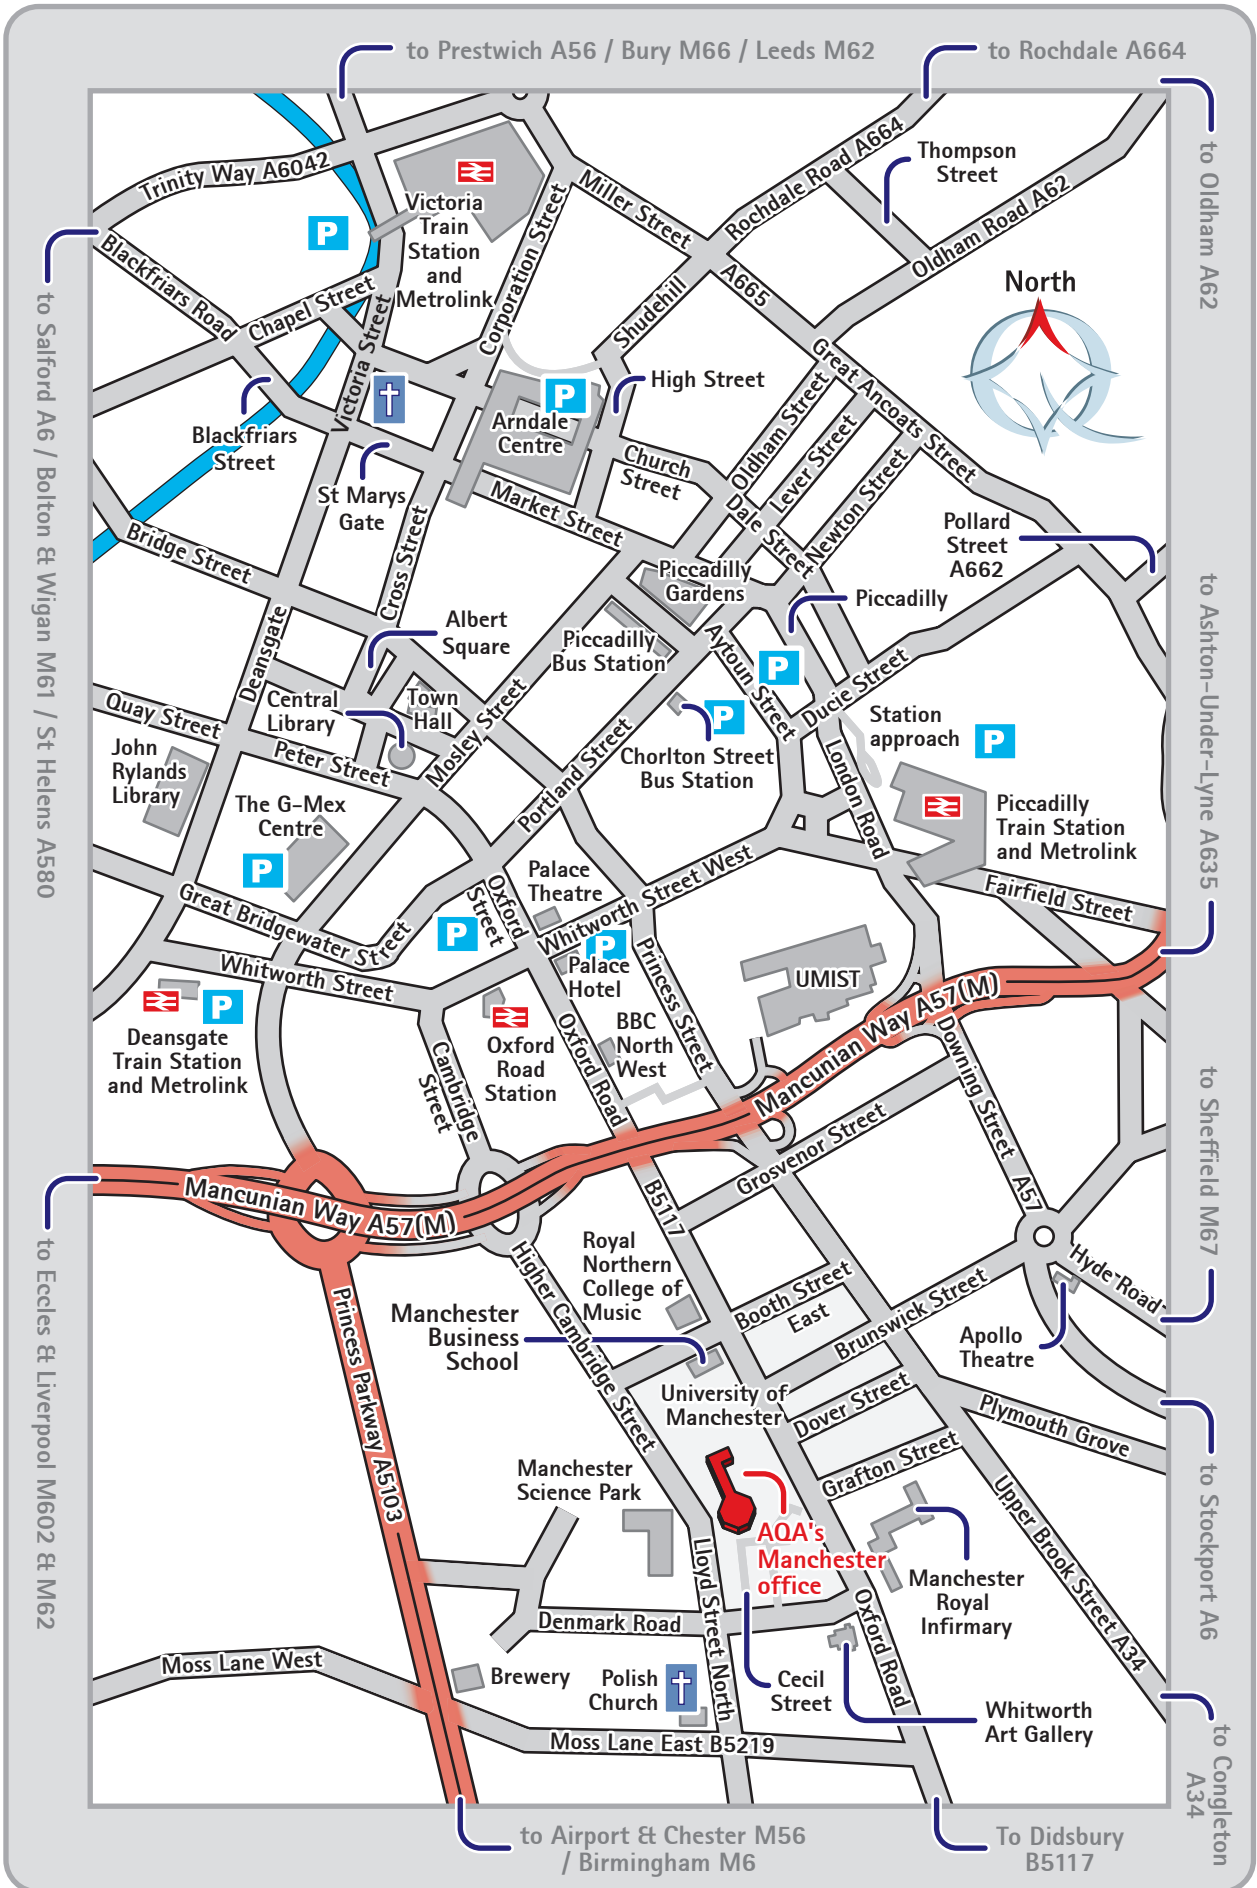 to Prestwich A56 / Bury M66 / Leeds M62
to Rochdale A664
to Oldham A62
to Salford A6 / Bolton & Wigan M61 / St Helens A580
to Ashton-Under-Lyne A635
to Sheffield M67
to Eccles & Liverpool M602 & M62
to Stockport A6
to Congleton
A34
Trinity Way A6042
Victoria
Train
Station
and
Metrolink
P
Miller Street
Rochdale Road A664
Thompson
Street
Oldham Road A62
North
Blackfriars Road
Chapel Street
Victoria Street
Corporation Street
Shudehill
A665
High Street
Great Ancoats Street
Blackfriars
Street
P
Arndale
Centre
St Marys
Gate
Church
Street
Oldham Street
Lever Street
Newton Street
Dale Street
Market Street
Cross Street
Bridge Street
Pollard
Street
A662
Piccadilly
Gardens
Piccadilly
Albert
Square
Piccadilly
Bus Station
Aytoun Street
P
Ducie Street
Deansgate
Quay Street
Central
Library
Town
Hall
Mosley Street
Portland Street
P
Chorlton Street
Bus Station
Station
approach
P
London Road
John
Rylands
Library
Peter Street
The G-Mex
Centre
P
Piccadilly
Train Station
and Metrolink
Fairfield Street
Palace
Theatre
Whitworth Street West
Oxford
Street
Great Bridgewater Street
P
P
Palace
Hotel
Princess Street
UMIST
Whitworth Street
P
Deansgate
Train Station
and Metrolink
Oxford
Road
Station
Oxford Road
BBC
North
West
Cambridge
Street
Mancunian Way A57(M)
Downing Street
A57
Grosvenor Street
Mancunian Way A57(M)
B5117
Hyde Road
Royal
Northern
College of
Music
Higher Cambridge Street
Booth Street
East
Brunswick Street
Apollo
Theatre
Manchester
Business
School
Princess Parkway A5103
University of
Manchester
Dover Street
Plymouth Grove
Grafton Street
Manchester
Science Park
AQA's
Manchester
office
Upper Brook Street A34
Manchester
Royal
Infirmary
Lloyd Street North
Denmark Road
Oxford Road
Moss Lane West
Brewery
Polish
Church
Cecil
Street
Whitworth
Art Gallery
Moss Lane East B5219
to Airport & Chester M56
/ Birmingham M6
To Didsbury
B5117